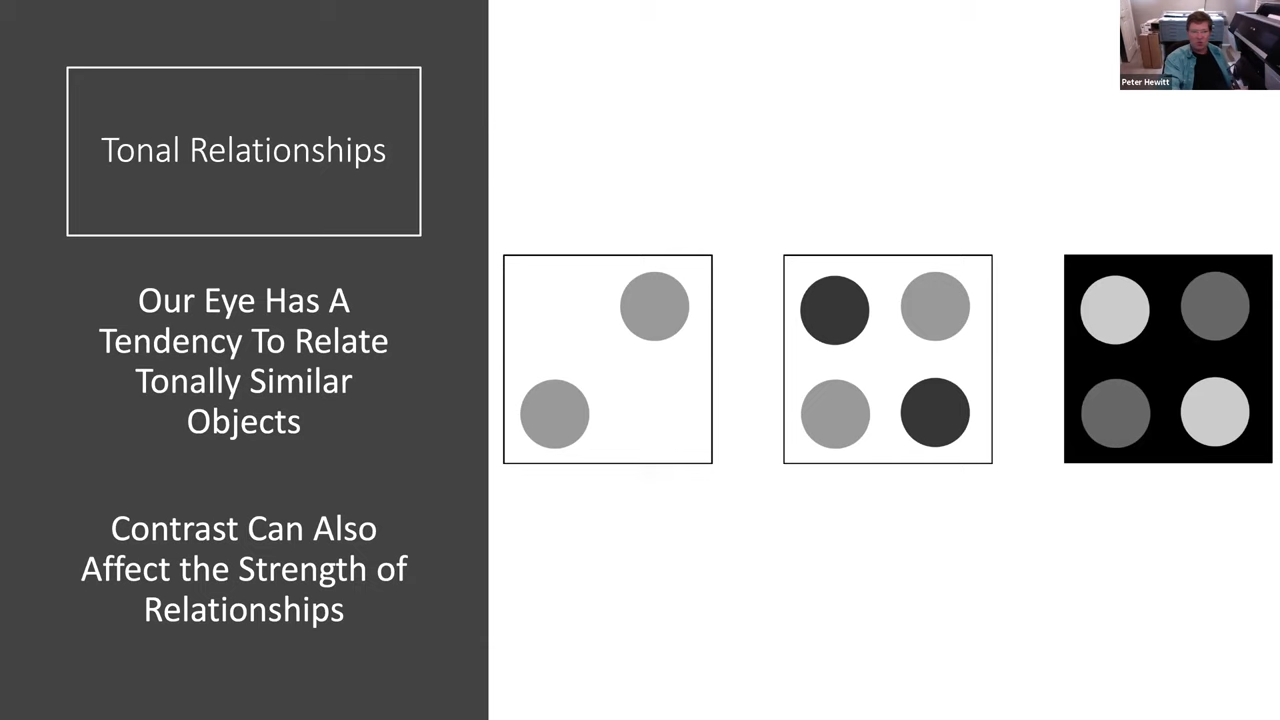 Tonal Relationships
Our Eye Has A
Tendency To Relate
Tonally Similar
Objects
Contrast Can Also
Affect the Strength of
Relationships
Peter Hewitt